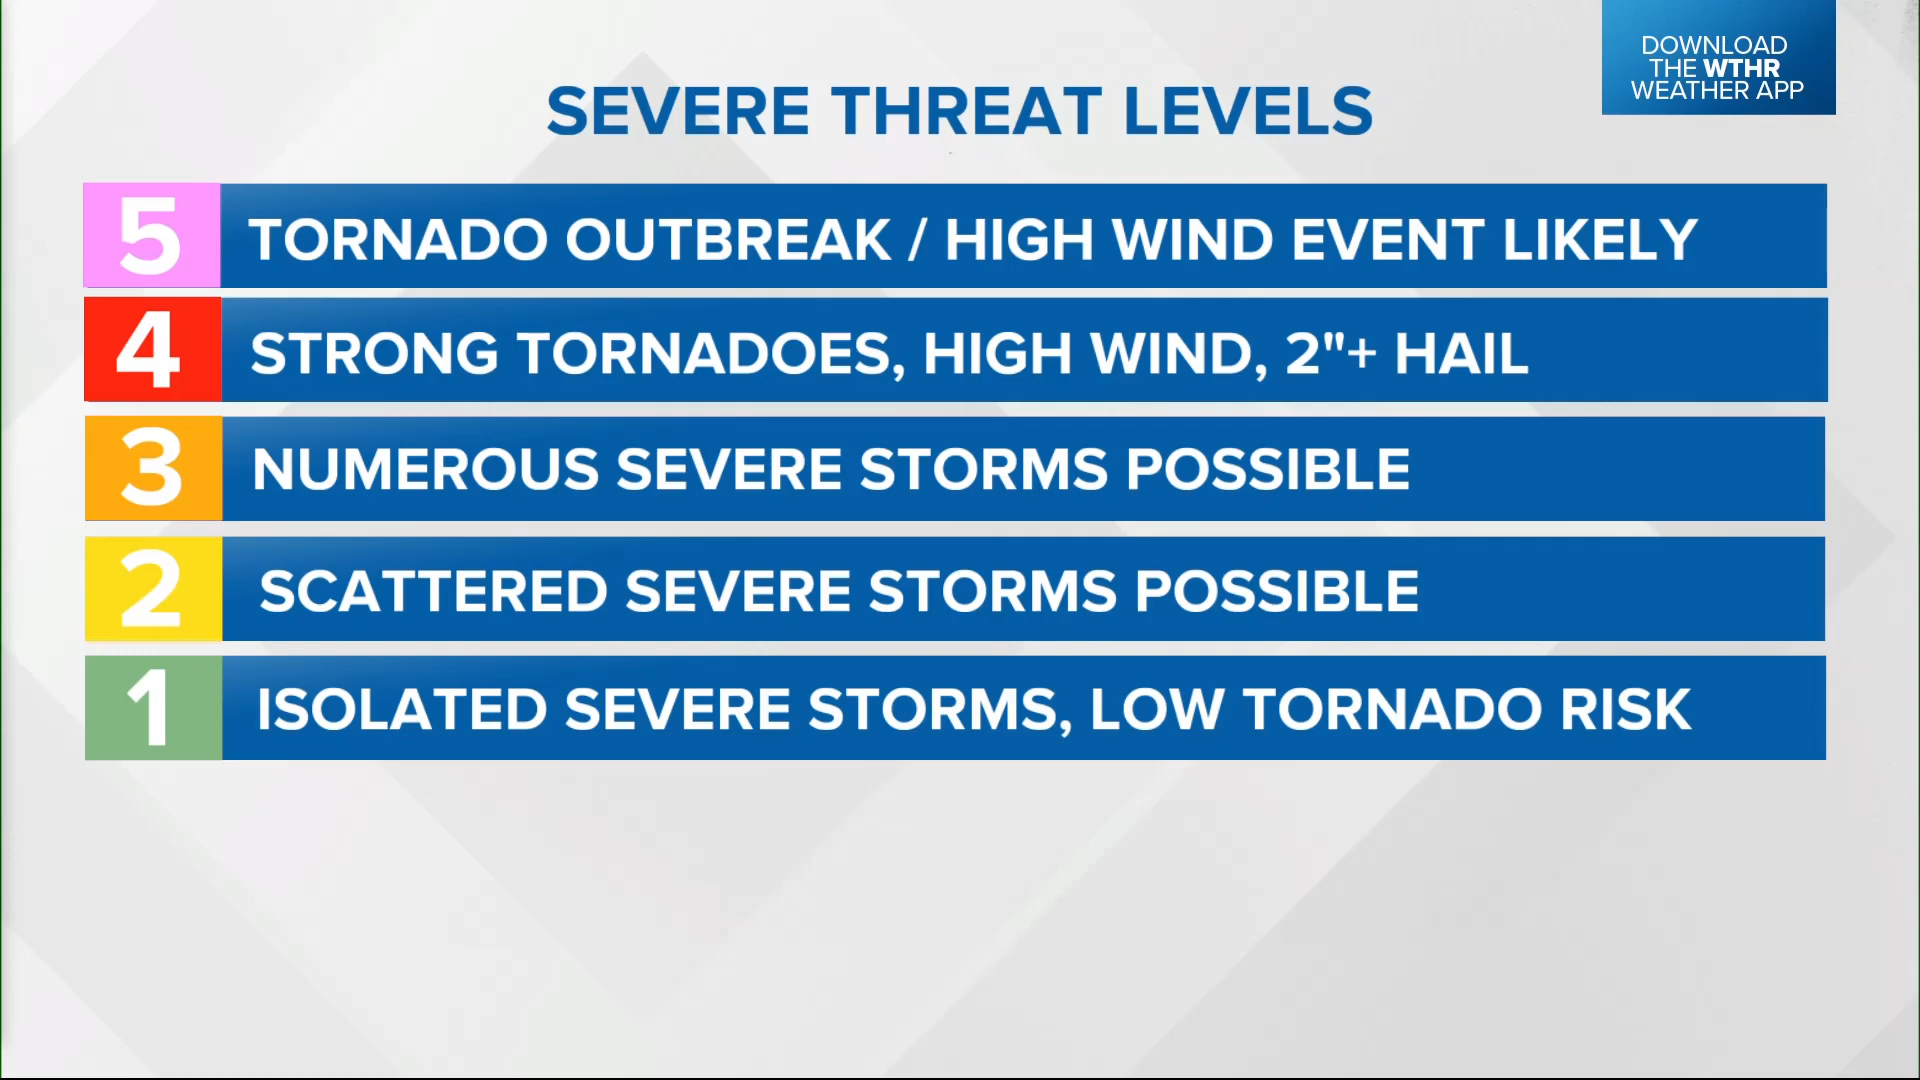 DOWNLOAD
THE WTHR
WEATHER APP
SEVERE THREAT LEVELS
5 TORNADO OUTBREAK / HIGH WIND EVENT LIKELY
4 STRONG TORNADOES, HIGH WIND, 2"+ HAIL
3 NUMEROUS SEVERE STORMS POSSIBLE
2 SCATTERED SEVERE STORMS POSSIBLE
1 ISOLATED SEVERE STORMS, LOW TORNADO RISK